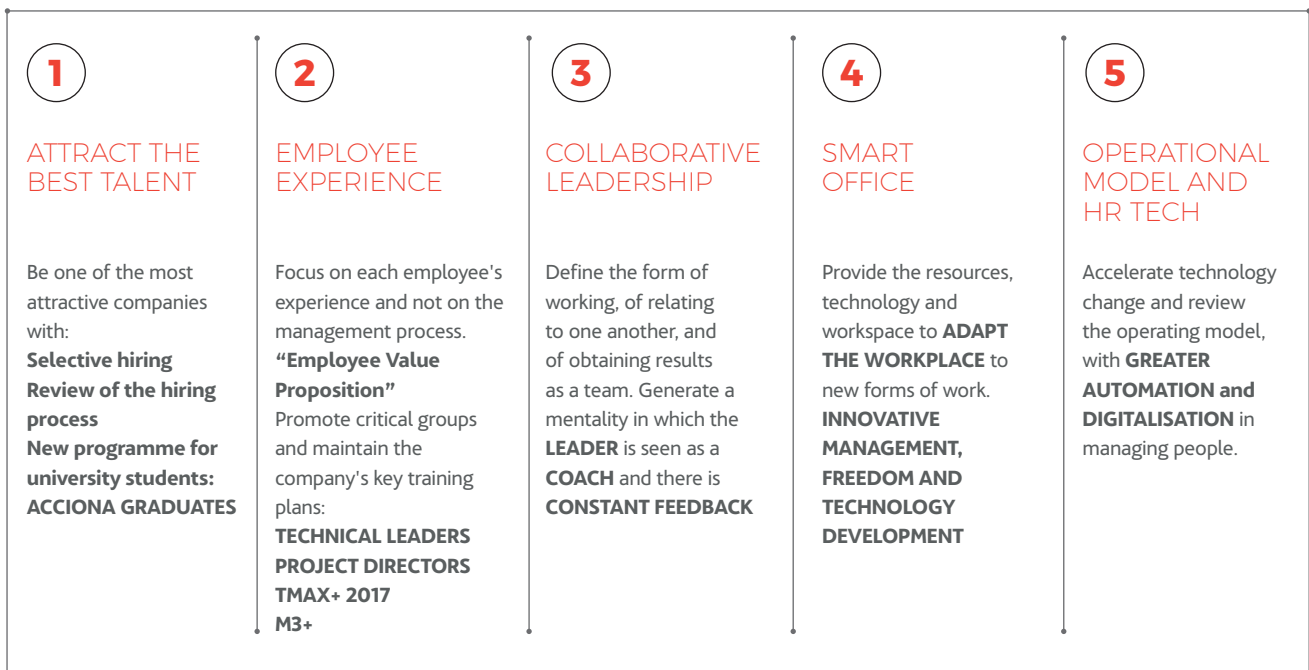 1
ATTRACT THE
BEST TALENT
Be one of the most
attractive companies
with:
Selective hiring
Review of the hiring
process
New programme for
university students:
ACCIONA GRADUATES
2
EMPLOYEE
EXPERIENCE
Focus on each employee's
experience and not on the
management process.
“Employee Value
Proposition”
Promote critical groups
and maintain the
company's key training
plans:
TECHNICAL LEADERS
PROJECT DIRECTORS
TMAX+ 2017
M3+
3
COLLABORATIVE
LEADERSHIP
Define the form of
working, of relating
to one another, and
of obtaining results
as a team. Generate a
mentality in which the
LEADER is seen as a
COACH and there is
CONSTANT FEEDBACK
4
SMART
OFFICE
Provide the resources,
technology and
workspace to ADAPT
THE WORKPLACE to
new forms of work.
INNOVATIVE
MANAGEMENT,
FREEDOM AND
TECHNOLOGY
DEVELOPMENT
5
OPERATIONAL
MODEL AND
HR TECH
Accelerate technology
change and review
the operating model,
with GREATER
AUTOMATION and
DIGITALISATION in
managing people.